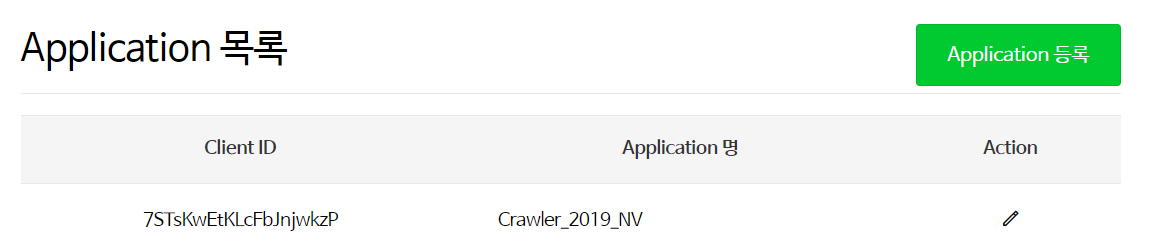 Application 목록
Application 등록
Client ID Application 명 Action
7STsKwEtKLcFbJnjwkzP Crawler_2019_NV